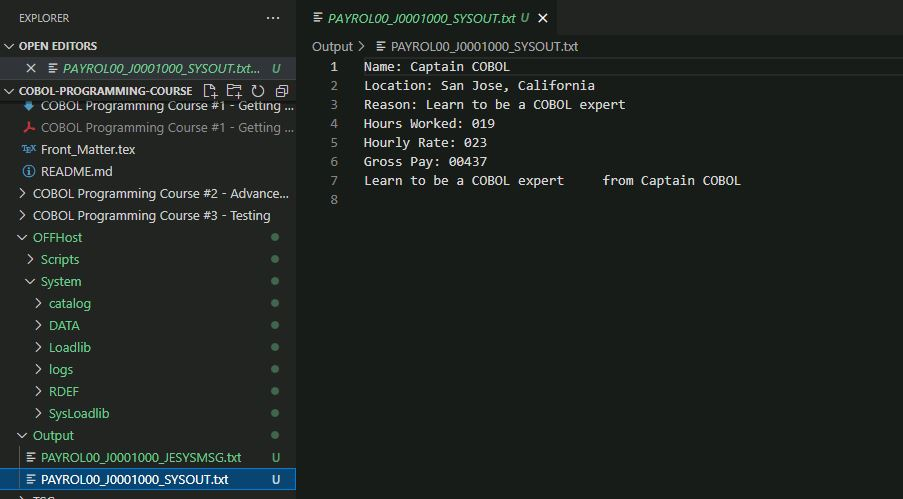 EXPLORER
OPEN EDITORS
PAYROL00_J0001000_SYSOUT.txt... U
COBOL-PROGRAMMING-COURSE
COBOL Programming Course #1 - Getting ...
COBOL Programming Course #1 - Getting ...
Front_Matter.tex
README.md
COBOL Programming Course #2 - Advance...
COBOL Programming Course #3 - Testing
OFFHost
Scripts
System
catalog
DATA
Loadlib
logs
RDEF
SysLoadlib
Output
PAYROL00_J0001000_JESYSMSG.txt U
PAYROL00_J0001000_SYSOUT.txt U
PAYROL00_J0001000_SYSOUT.txt U
Output > PAYROL00_J0001000_SYSOUT.txt
1 Name: Captain COBOL
2 Location: San Jose, California
3 Reason: Learn to be a COBOL expert
4 Hours Worked: 019
5 Hourly Rate: 023
6 Gross Pay: 00437
7 Learn to be a COBOL expert     from Captain COBOL
8